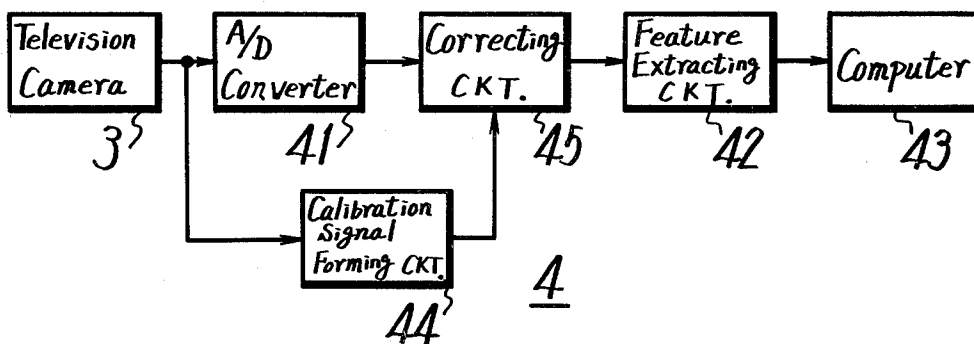 Television
Camera
A/D
Converter
Correcting
CKT.
Feature
Extracting
CKT.
Computer
3
41
45
42
43
Calibration
Signal
Forming CKT.
44
4